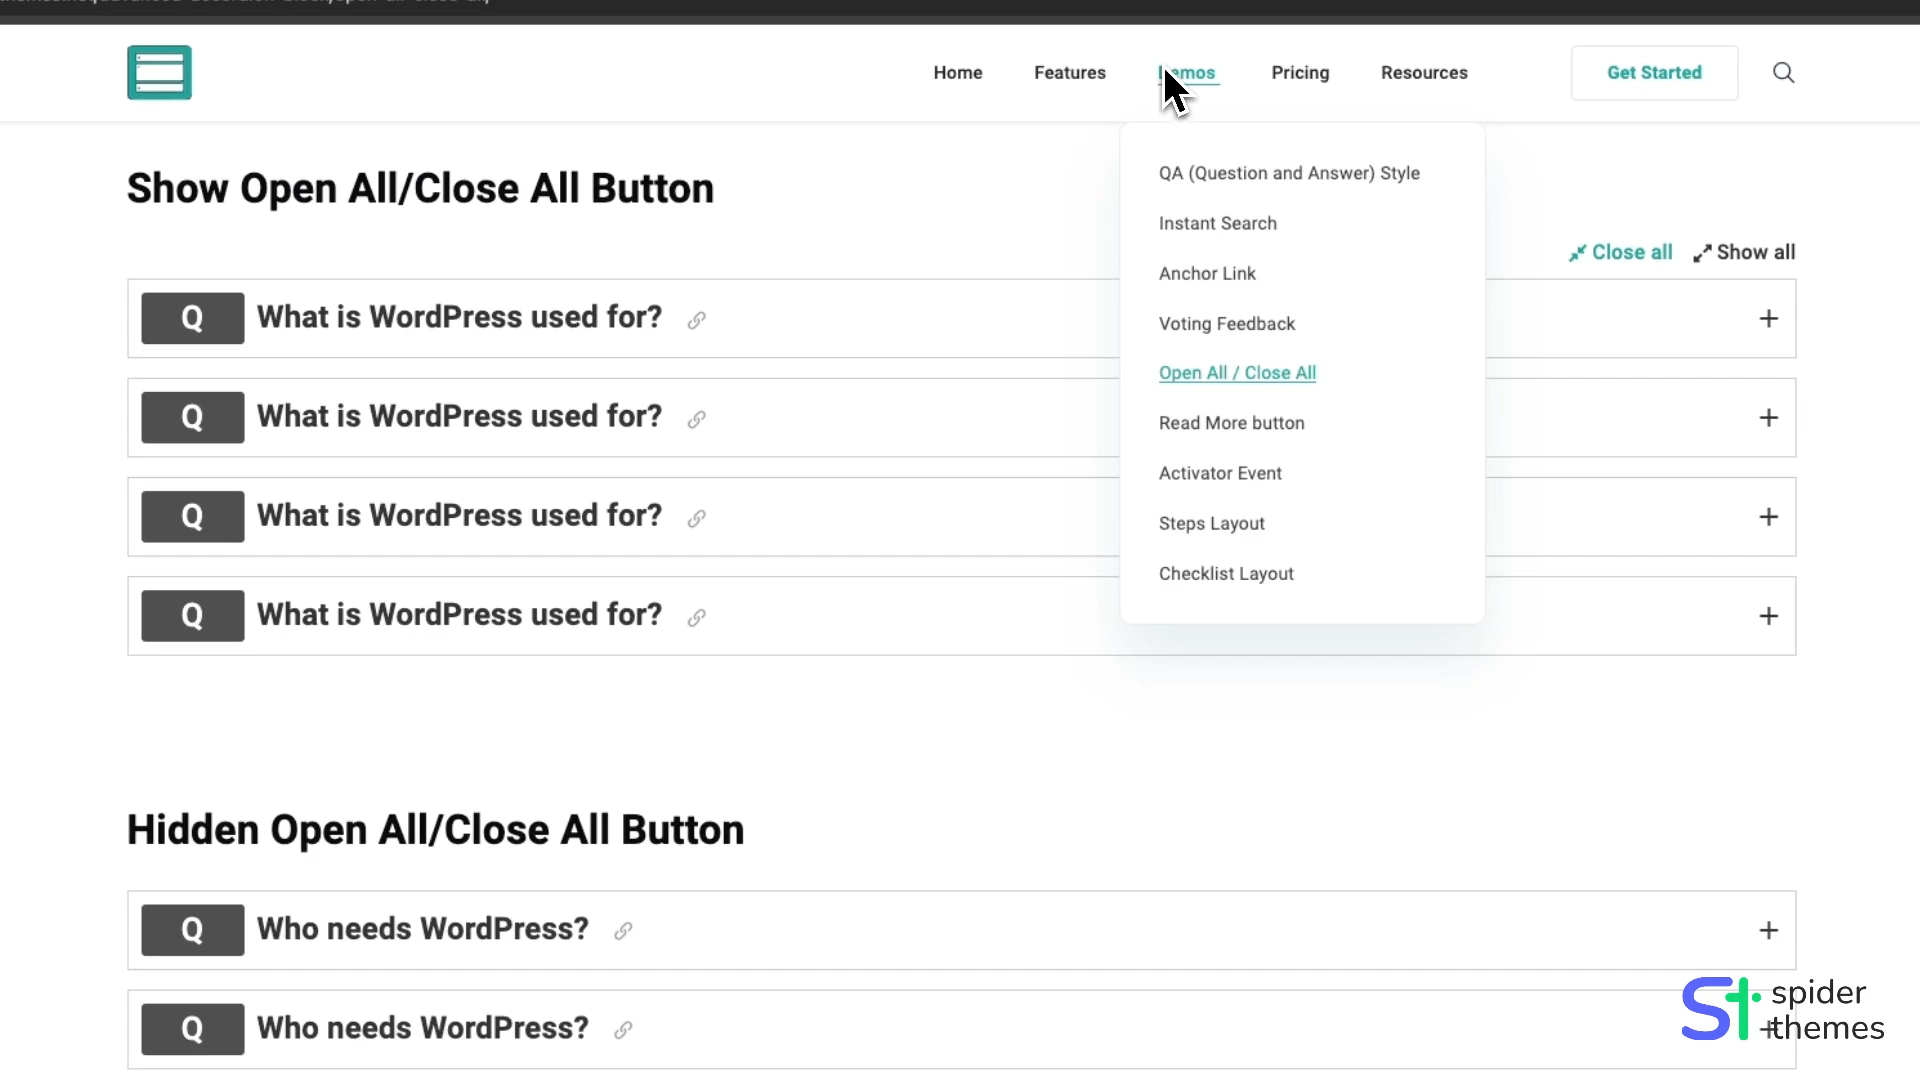 Home Features Demos Pricing Resources Get Started
Show Open All/Close All Button
QA (Question and Answer) Style
Instant Search
Anchor Link
Voting Feedback
Open All / Close All
Read More button
Activator Event
Steps Layout
Checklist Layout
Close all Show all
Q What is WordPress used for?
Q What is WordPress used for?
Q What is WordPress used for?
Q What is WordPress used for?
Hidden Open All/Close All Button
Q Who needs WordPress?
Q Who needs WordPress?
spider
themes